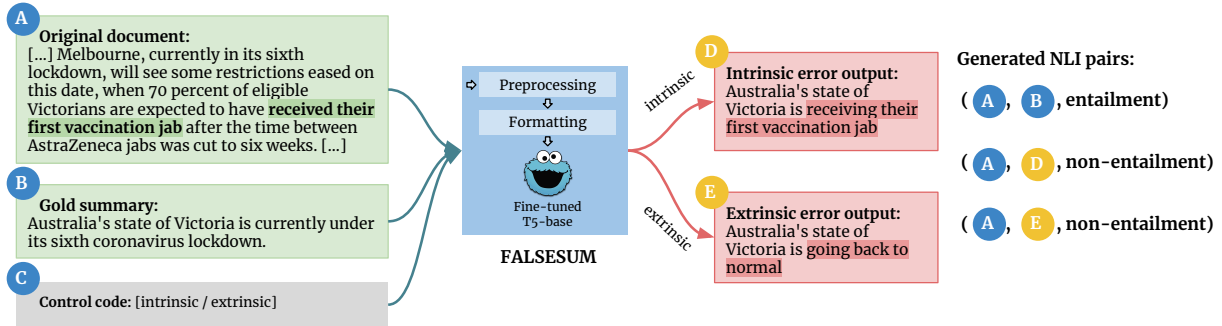 A
Original document:
[...] Melbourne, currently in its sixth
lockdown, will see some restrictions eased on
this date, when 70 percent of eligible
Victorians are expected to have received their
first vaccination jab after the time between
AstraZeneca jabs was cut to six weeks. [...]
B
Gold summary:
Australia's state of Victoria is currently under
its sixth coronavirus lockdown.
C
Control code: [intrinsic / extrinsic]
Preprocessing
Formatting
Fine-tuned
T5-base
FALSESUM
intrinsic
extrinsic
D
Intrinsic error output:
Australia's state of
Victoria is receiving their
first vaccination jab
E
Extrinsic error output:
Australia's state of
Victoria is going back to
normal
Generated NLI pairs:
( A, B, entailment)
( A, D, non-entailment)
( A, E, non-entailment)